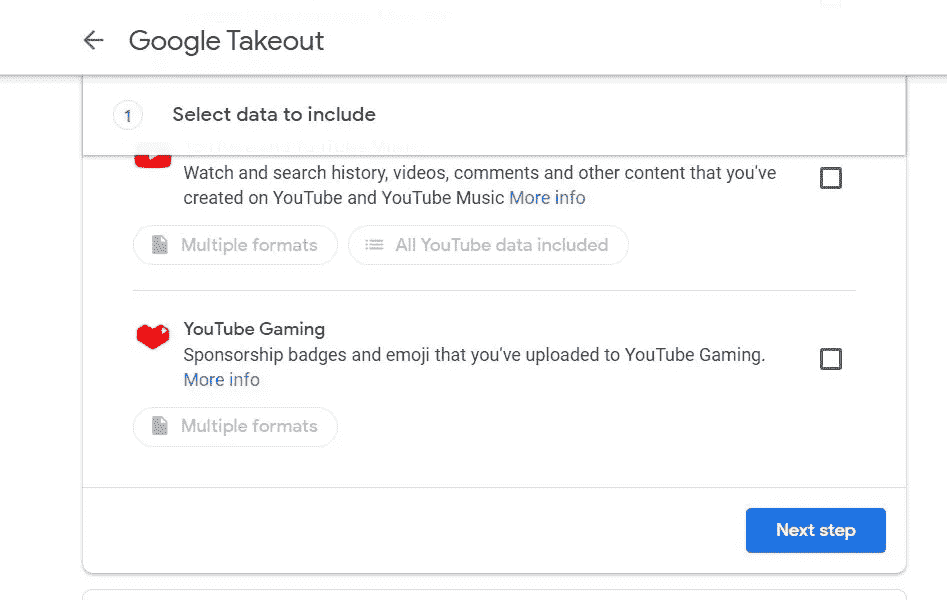 Google Takeout
1
Select data to include
Watch and search history, videos, comments and other content that you've
created on YouTube and YouTube Music More info
Multiple formats
All YouTube data included
YouTube Gaming
Sponsorship badges and emoji that you've uploaded to YouTube Gaming.
More info
Multiple formats
Next step